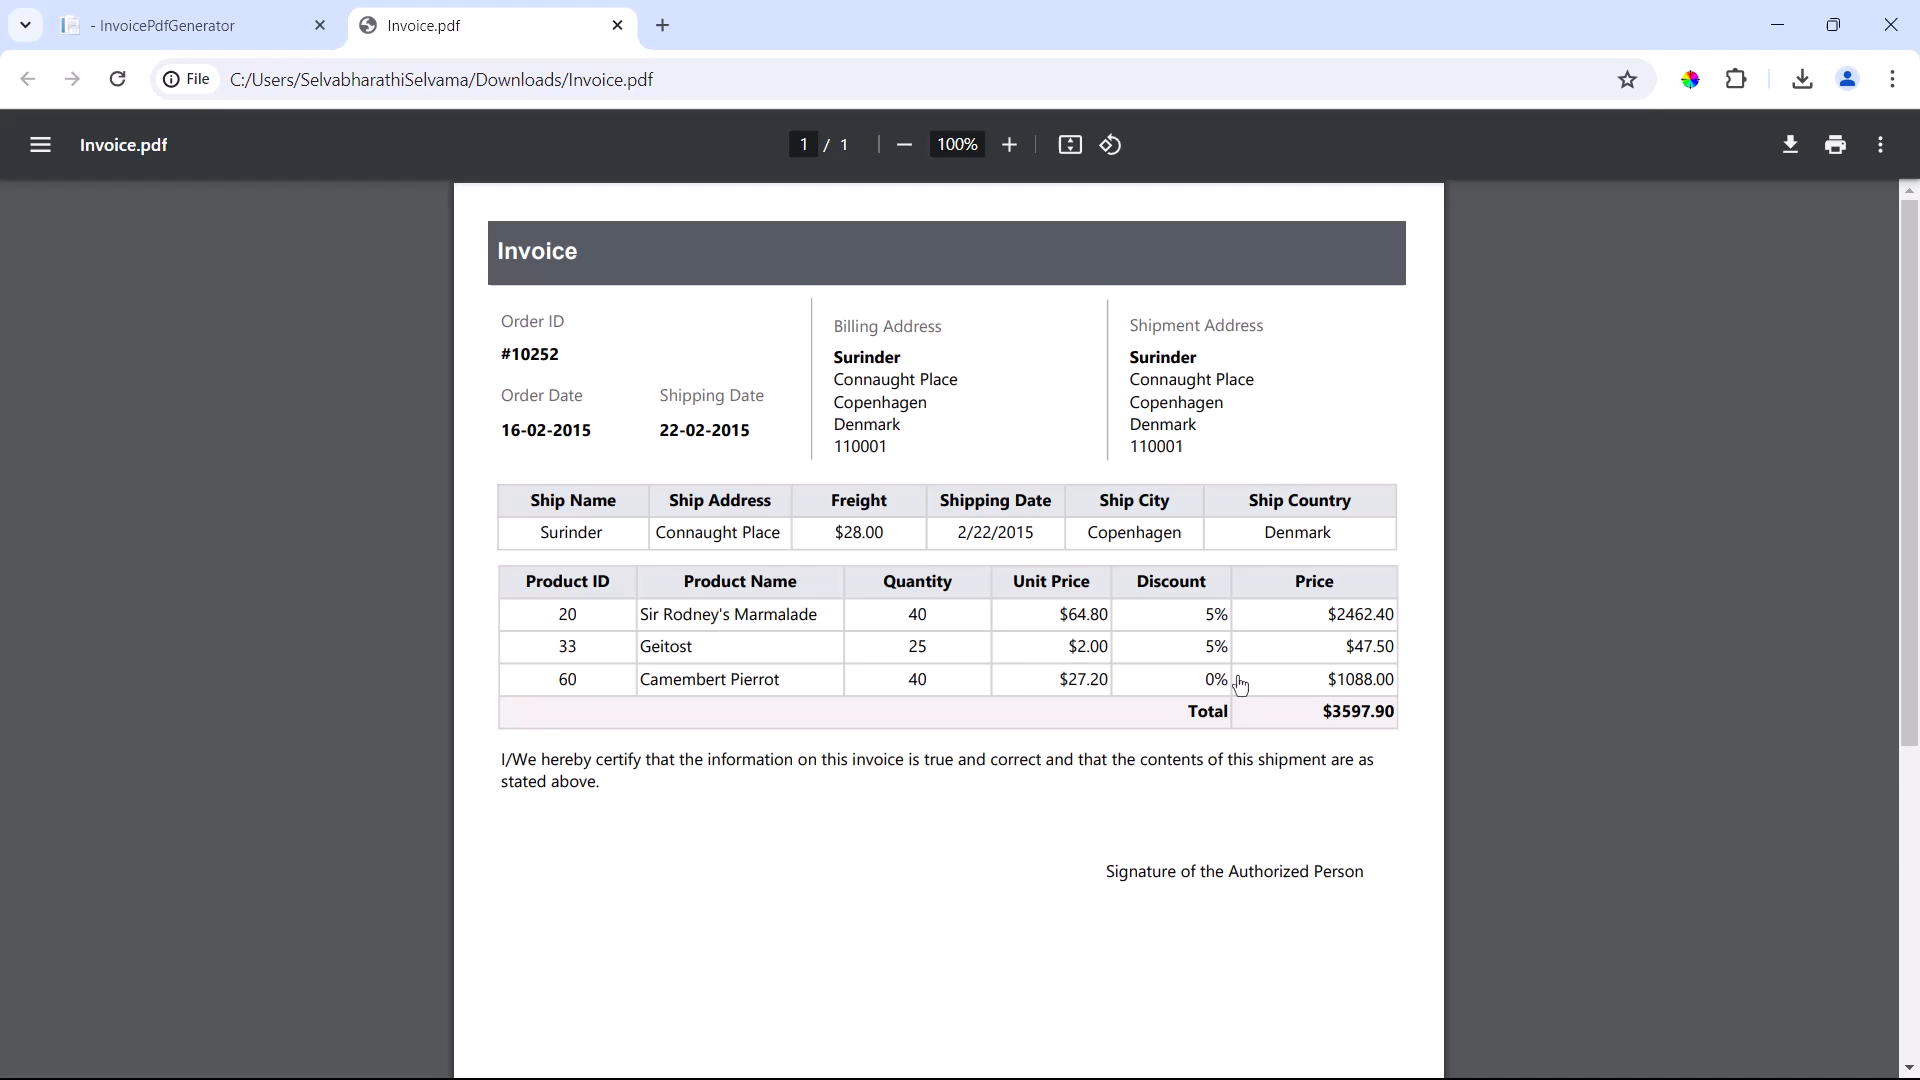 - InvoicePdfGenerator
Invoice.pdf
File
C:/Users/SelvabharathiSelvama/Downloads/Invoice.pdf
Invoice.pdf
1 / 1
100%
Invoice
Order ID
#10252
Order Date Shipping Date
16-02-2015 22-02-2015
Billing Address
Surinder
Connaught Place
Copenhagen
Denmark
110001
Shipment Address
Surinder
Connaught Place
Copenhagen
Denmark
110001
Ship Name Ship Address Freight Shipping Date Ship City Ship Country
Surinder Connaught Place $28.00 2/22/2015 Copenhagen Denmark
Product ID Product Name Quantity Unit Price Discount Price
20 Sir Rodney's Marmalade 40 $64.80 5% $2462.40
33 Geitost 25 $2.00 5% $47.50
60 Camembert Pierrot 40 $27.20 0% $1088.00
Total $3597.90
I/We hereby certify that the information on this invoice is true and correct and that the contents of this shipment are as
stated above.
Signature of the Authorized Person